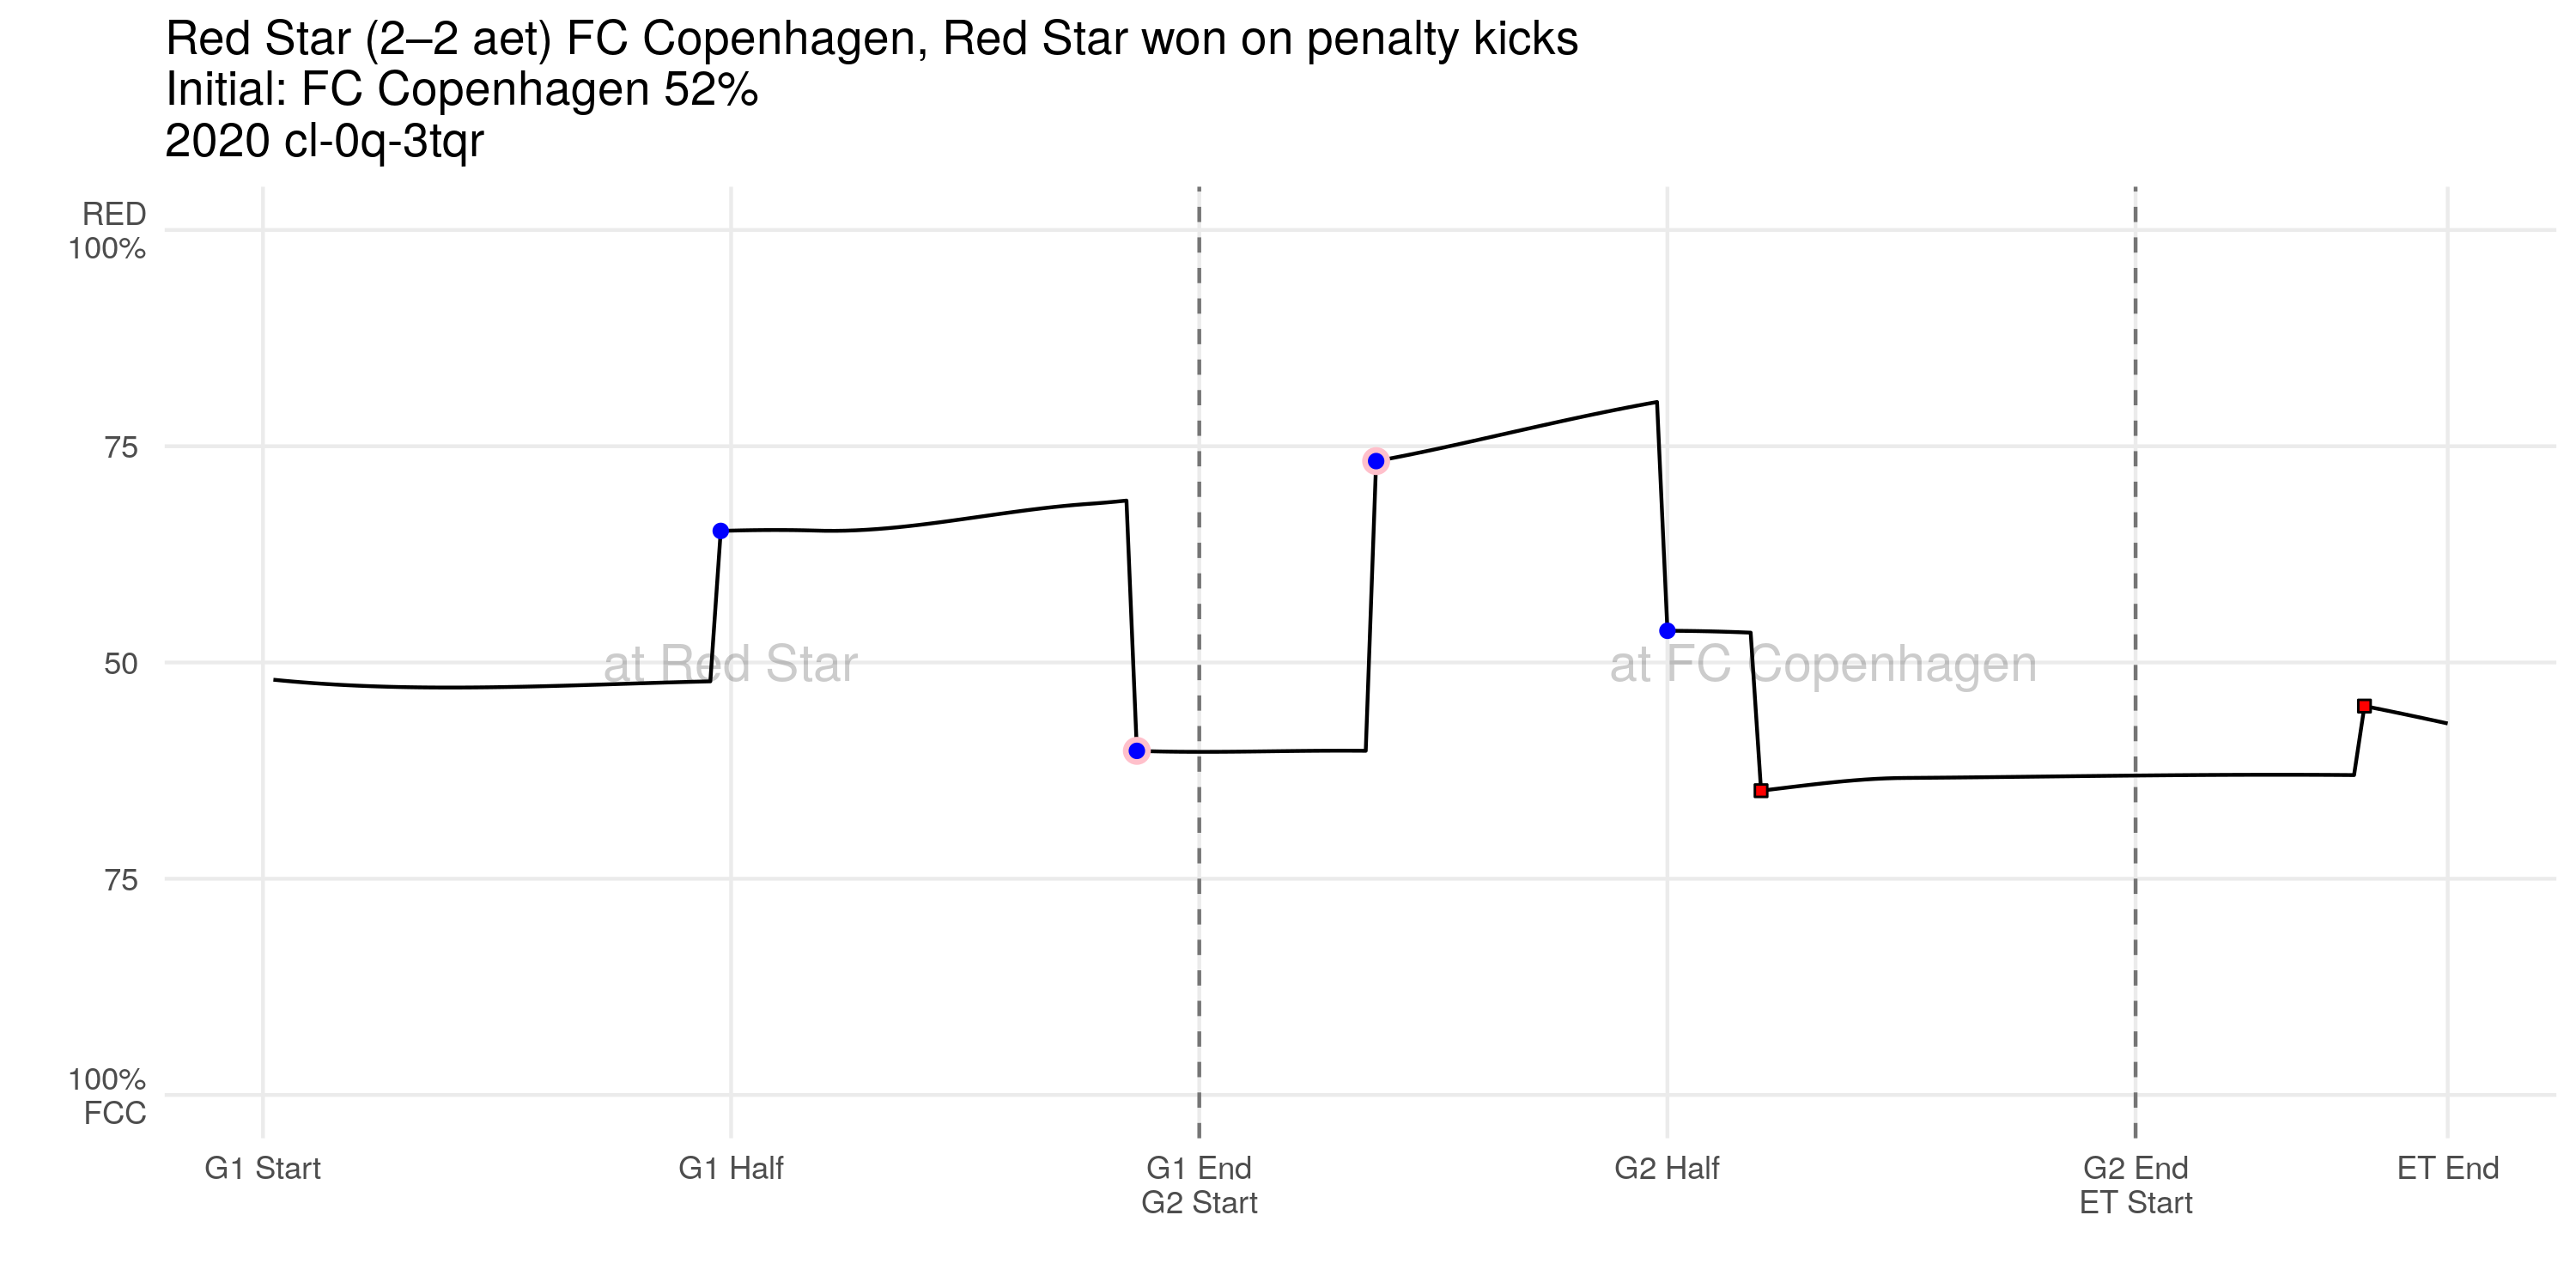 Red Star (2–2 aet) FC Copenhagen, Red Star won on penalty kicks
Initial: FC Copenhagen 52%
2020 cl-0q-3tqr
RED
100%
75
50
75
100%
FCC
at Red Star
at FC Copenhagen
G1 Start
G1 Half
G1 End
G2 Start
G2 Half
G2 End
ET Start
ET End